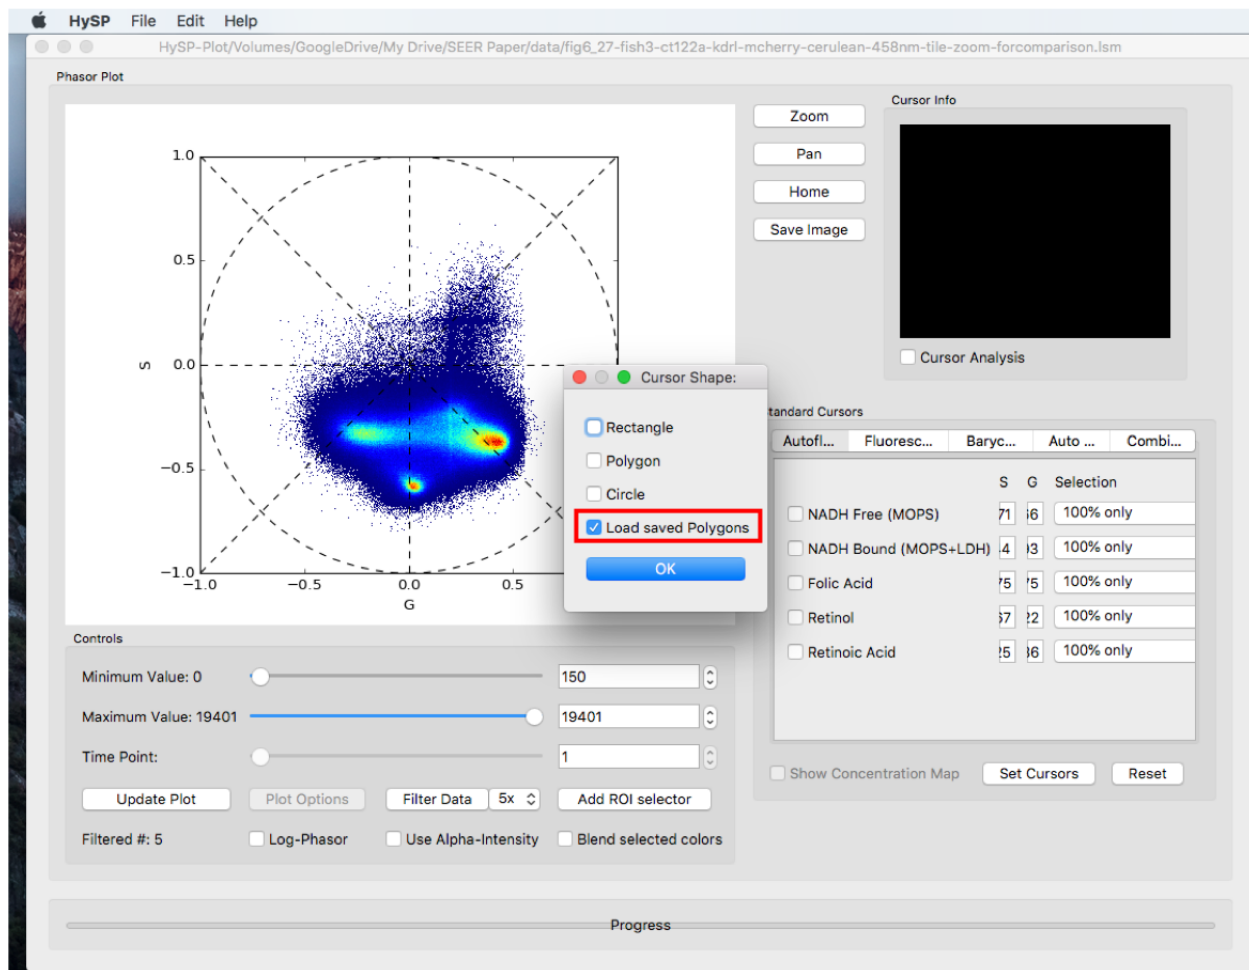 HySP File Edit Help
HySP-Plot/Volumes/GoogleDrive/My Drive/SEER Paper/data/fig6_27-fish3-ct122a-kdrl-mcherry-cerulean-458nm-tile-zoom-forcomparison.lsm
Phasor Plot
Cursor Info
Zoom
Pan
Home
Save Image
Cursor Analysis
1.0
0.5
0.0
−0.5
−1.0
S
−1.0 −0.5 0.0 0.5
G
Cursor Shape:
Rectangle
Polygon
Circle
Load saved Polygons
OK
tandard Cursors
Autofl... Fluoresc... Baryc... Auto ... Combi...
S G Selection
NADH Free (MOPS) 71 100% only
NADH Bound (MOPS+LDH) 100% only
Folic Acid 75 75 100% only
Retinol 22 100% only
Retinoic Acid 100% only
Show Concentration Map Set Cursors Reset
Controls
Minimum Value: 0 150
Maximum Value: 19401 19401
Time Point: 1
Update Plot Plot Options Filter Data 5x Add ROI selector
Filtered #: 5 Log-Phasor Use Alpha-Intensity Blend selected colors
Progress